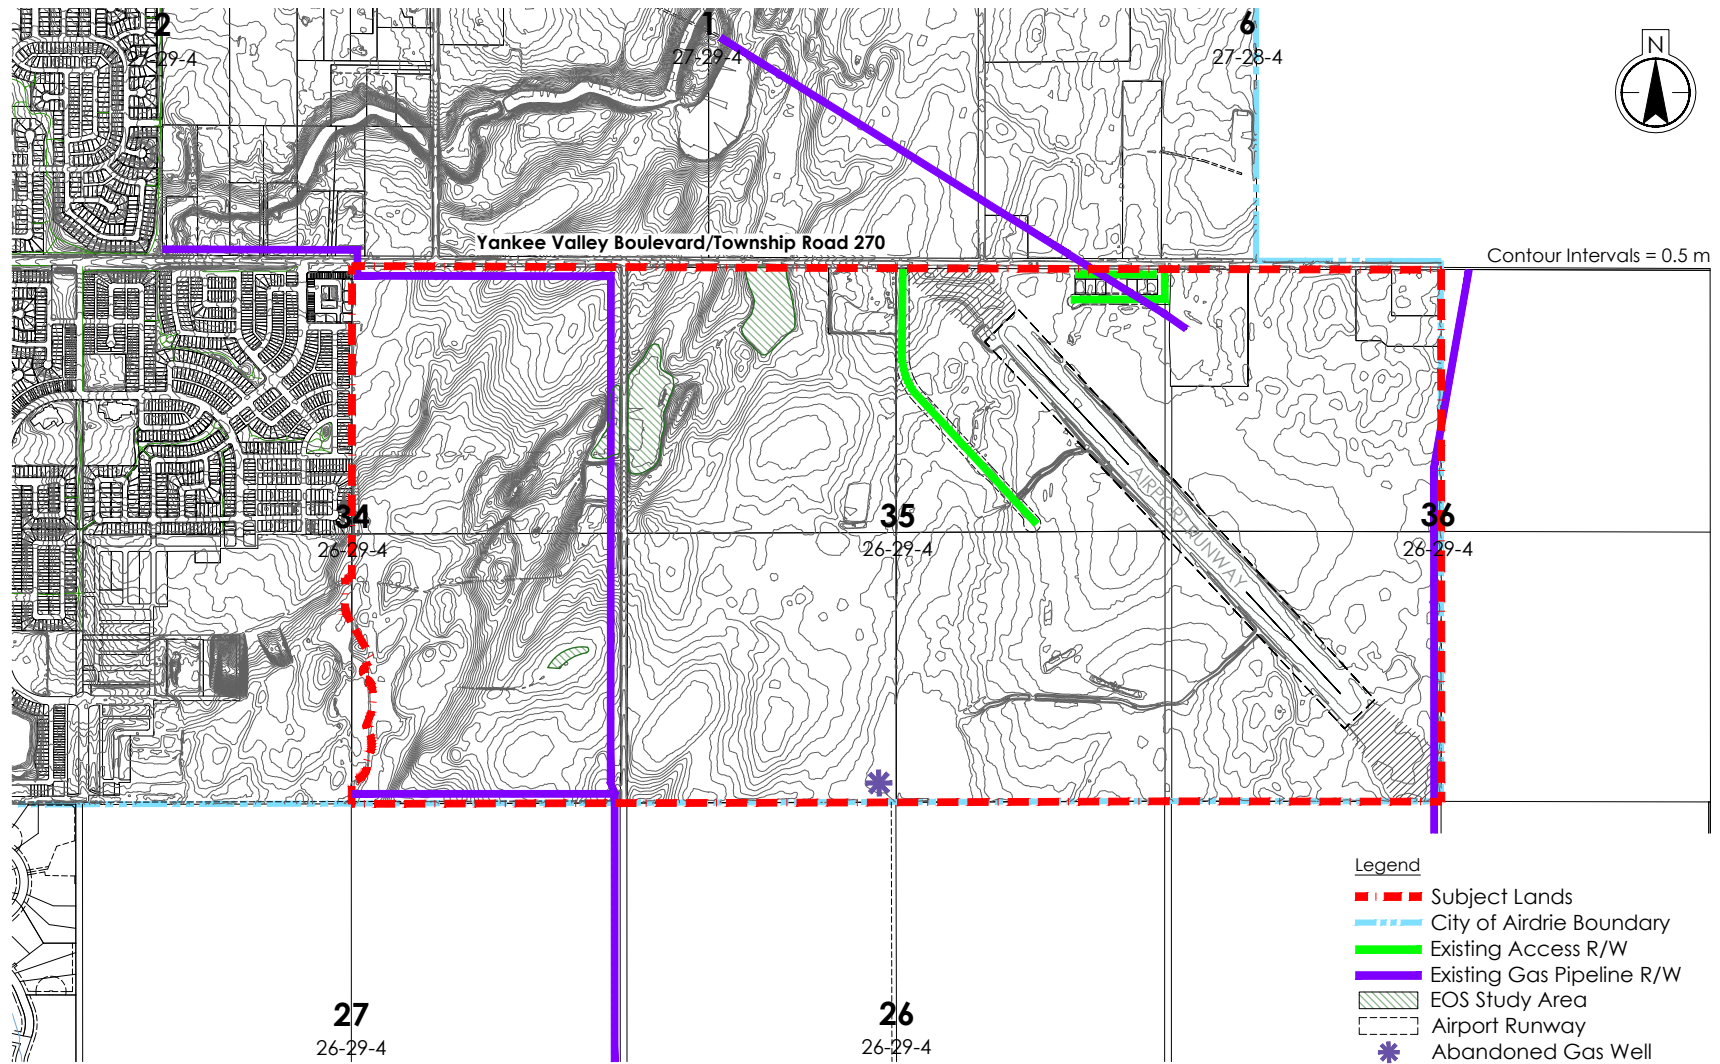 2
27-29-4
1
27-29-4
6
27-28-4
N
Yankee Valley Boulevard/Township Road 270
Contour Intervals = 0.5 m
AIRPORT RUNWAY
34
26-29-4
35
26-29-4
36
26-29-4
27
26-29-4
26
26-29-4
Legend
Subject Lands
City of Airdrie Boundary
Existing Access R/W
Existing Gas Pipeline R/W
EOS Study Area
Airport Runway
Abandoned Gas Well